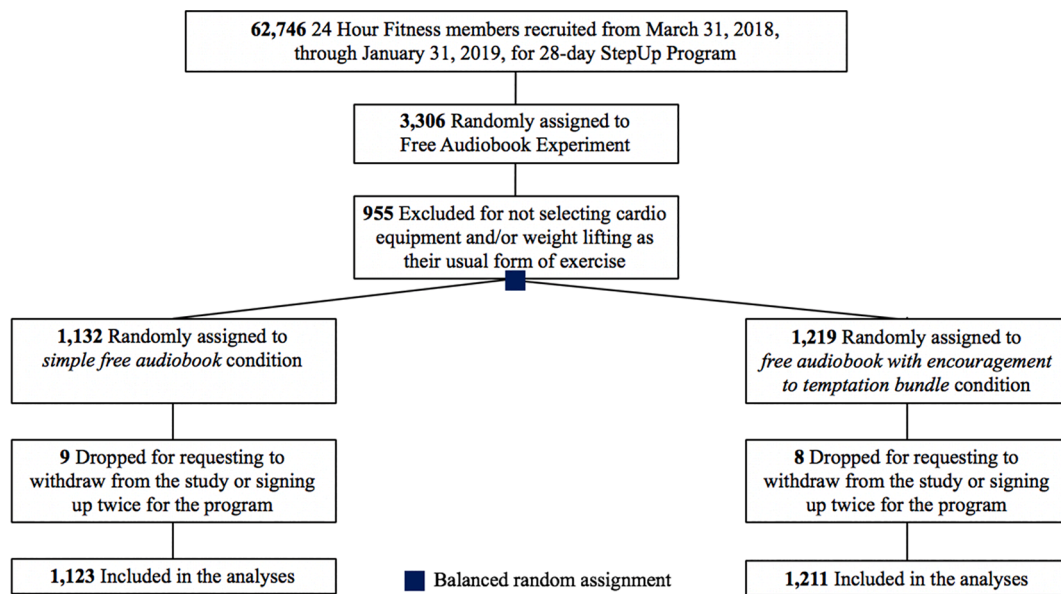 62,746 24 Hour Fitness members recruited from March 31, 2018,
through January 31, 2019, for 28-day StepUp Program
3,306 Randomly assigned to
Free Audiobook Experiment
955 Excluded for not selecting cardio
equipment and/or weight lifting as
their usual form of exercise
1,132 Randomly assigned to
simple free audiobook condition
1,219 Randomly assigned to
free audiobook with encouragement
to temptation bundle condition
9 Dropped for requesting to
withdraw from the study or signing
up twice for the program
8 Dropped for requesting to
withdraw from the study or signing
up twice for the program
1,123 Included in the analyses
Balanced random assignment
1,211 Included in the analyses